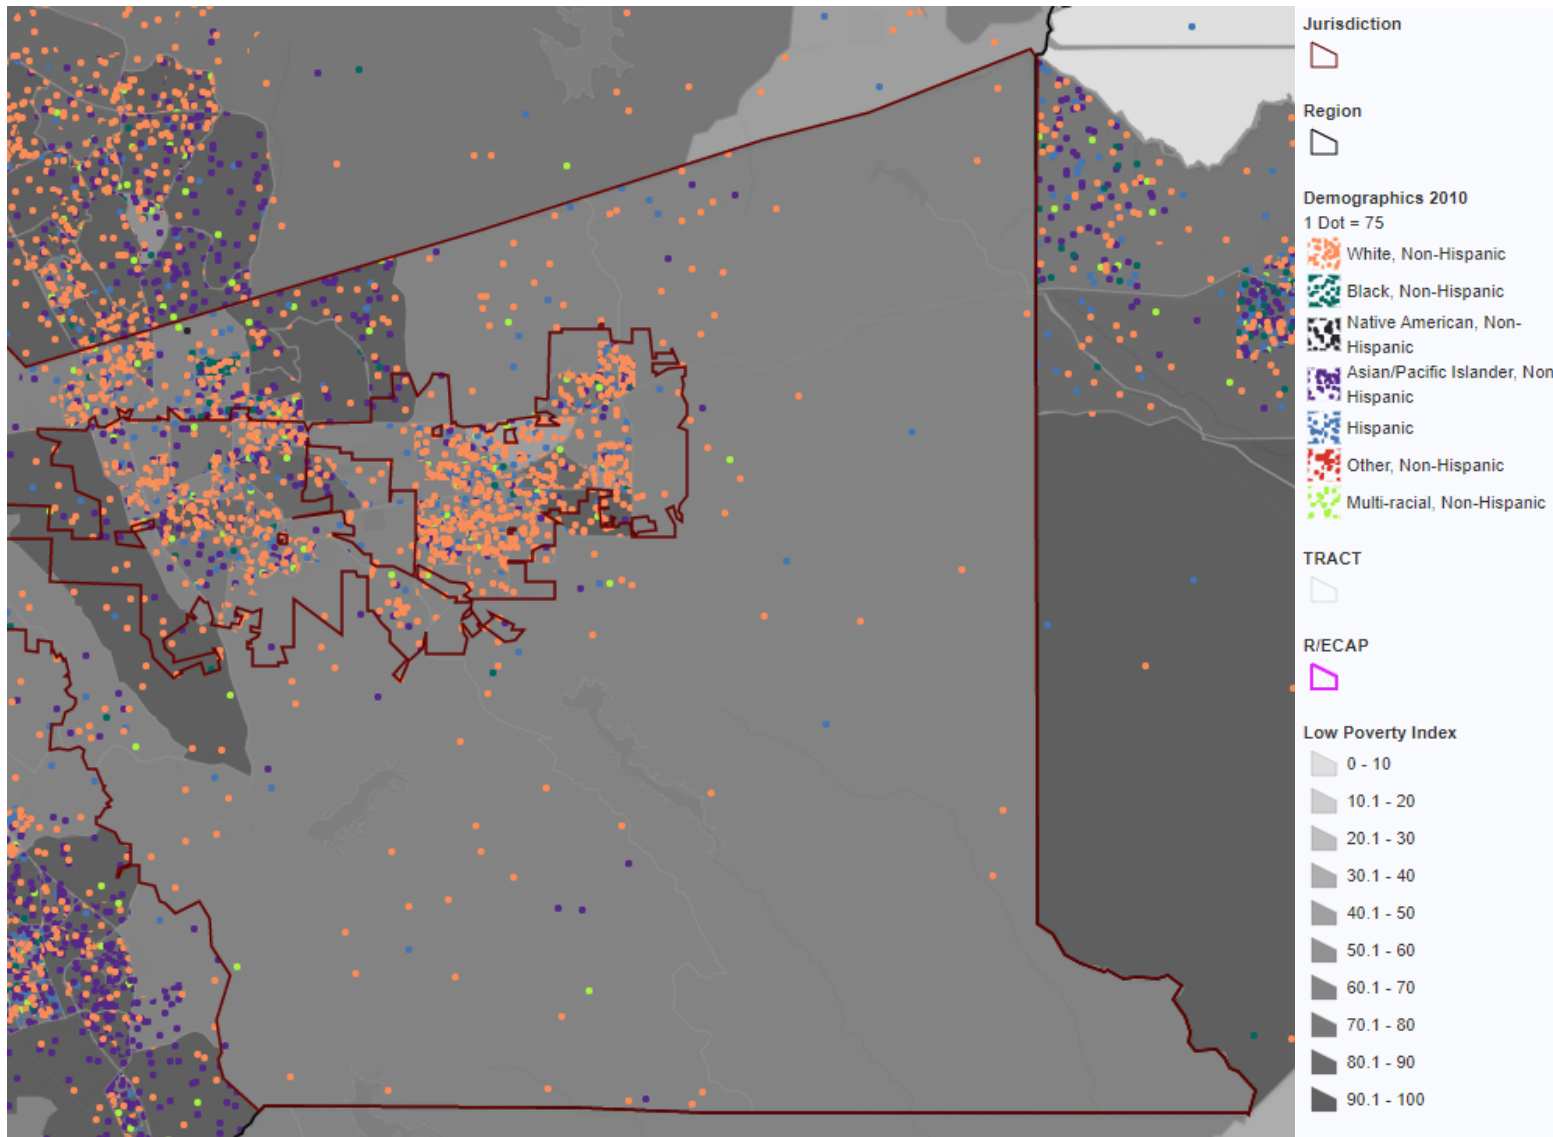 Jurisdiction
Region
Demographics 2010
1 Dot = 75
White, Non-Hispanic
Black, Non-Hispanic
Native American, Non-
Hispanic
Asian/Pacific Islander, Non
Hispanic
Hispanic
Other, Non-Hispanic
Multi-racial, Non-Hispanic
TRACT
R/ECAP
Low Poverty Index
0 - 10
10.1 - 20
20.1 - 30
30.1 - 40
40.1 - 50
50.1 - 60
60.1 - 70
70.1 - 80
80.1 - 90
90.1 - 100